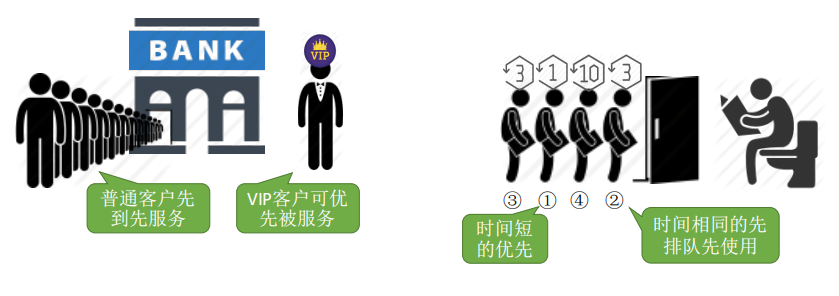 BANK
VIP
普通客户先
到先服务
VIP客户可优
先被服务
3 1 10 3
③ ① ④ ②
时间短
的优先
时间相同的先
排队先使用